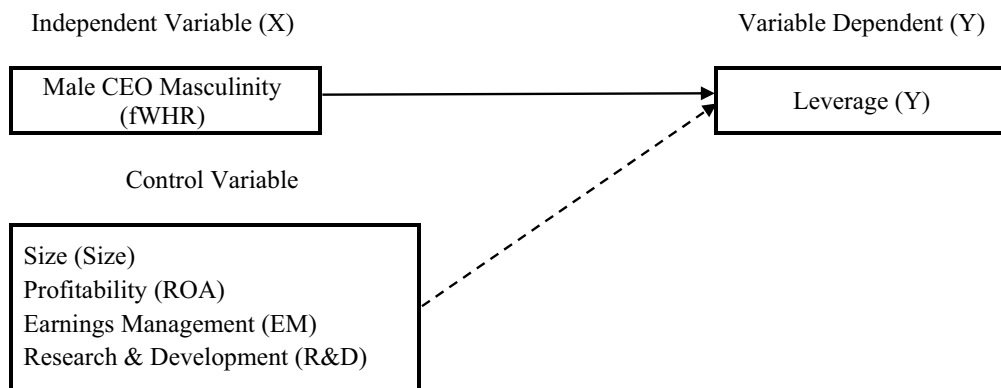 Independent Variable (X)
Variable Dependent (Y)
Male CEO Masculinity
(fWHR)
Leverage (Y)
Control Variable
Size (Size)
Profitability (ROA)
Earnings Management (EM)
Research & Development (R&D)